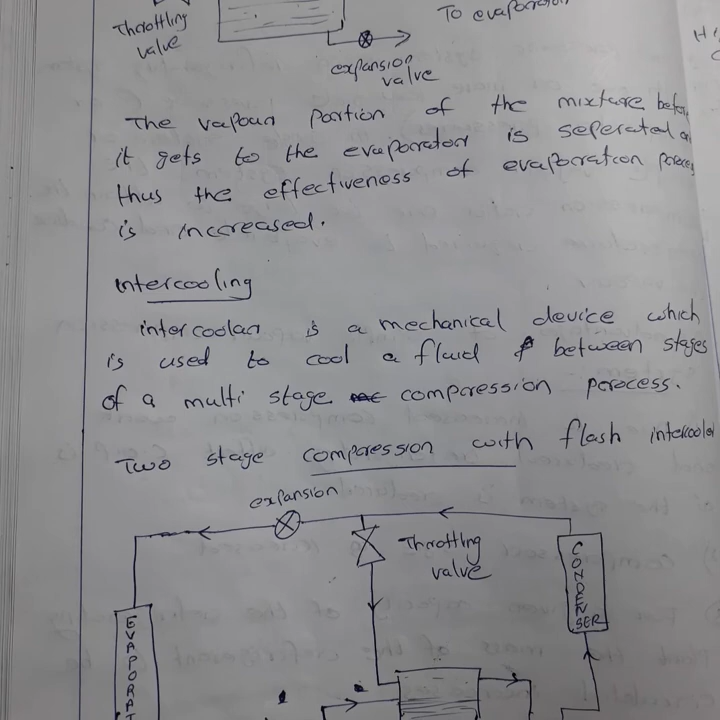 Throttling
valve
To evaporator
expansion
valve
The vapour portion of the mixture before
it gets to the evaporator is seperated
thus the effectiveness of evaporation
is increased.
intercooling
intercooler is a mechanical device which
is used to cool a fluid between stages
of a multi stage compression process.
Two stage compression with flash intercooler
expansion
Throttling
valve
CONDENSER
EVAPORAT